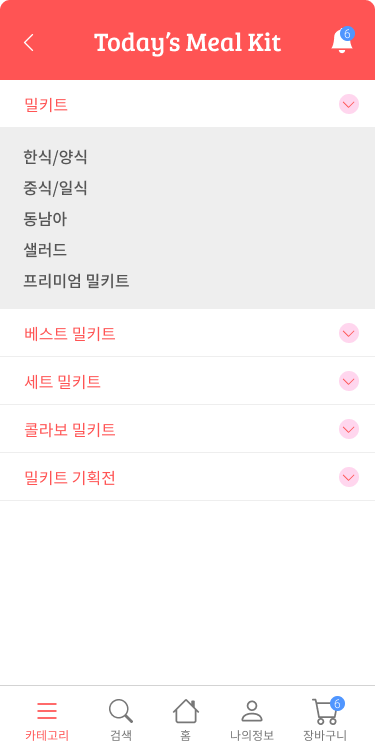 Today's Meal Kit
6
밀키트
한식/양식
중식/일식
동남아
샐러드
프리미엄 밀키트
베스트 밀키트
세트 밀키트
콜라보 밀키트
밀키트 기획전
6
카테고리 검색 홈 나의정보 장바구니